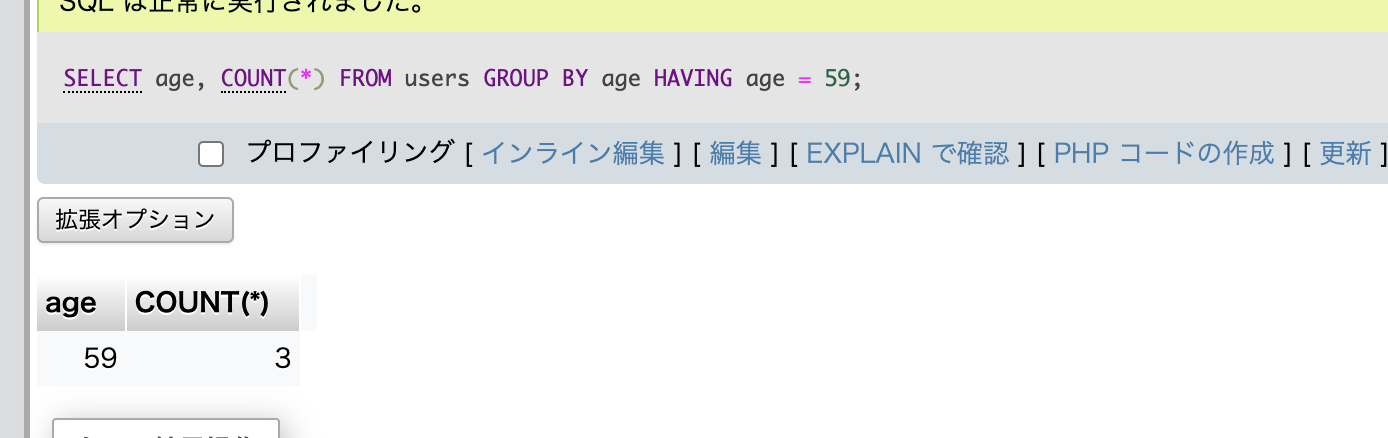 SQL は正常に実行されました。
SELECT age, COUNT(*) FROM users GROUP BY age HAVING age = 59;
プロファイリング [ インライン編集 ] [ 編集 ] [ EXPLAIN で確認 ] [ PHP コードの作成 ] [ 更新 ]
拡張オプション
age COUNT(*)
59 3